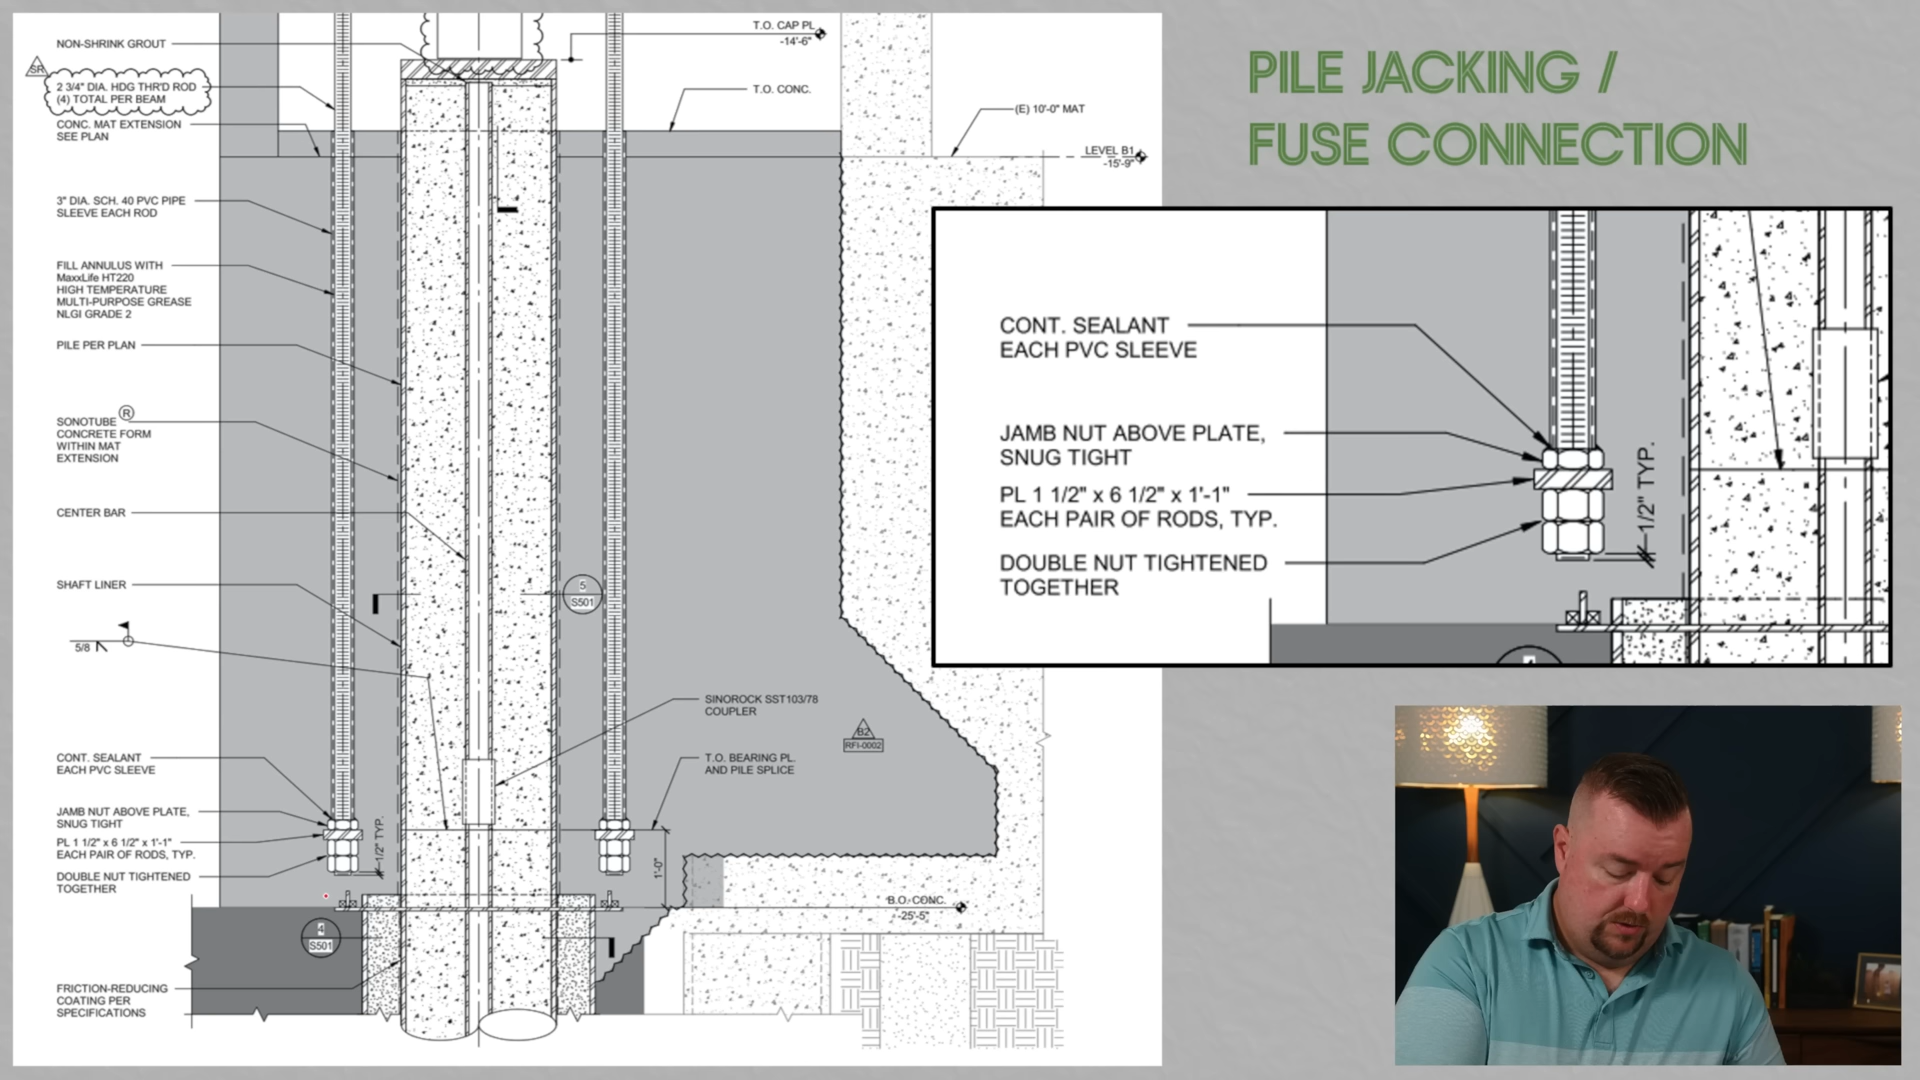 PILE JACKING /
FUSE CONNECTION
NON-SHRINK GROUT
SR
2 3/4" DIA. HDG THR'D ROD
(4) TOTAL PER BEAM
CONC. MAT EXTENSION
SEE PLAN
3" DIA. SCH. 40 PVC PIPE
SLEEVE EACH ROD
FILL ANNULUS WITH
MaxxLife HT220
HIGH TEMPERATURE
MULTI-PURPOSE GREASE
NLGI GRADE 2
PILE PER PLAN
SONOTUBE R
CONCRETE FORM
WITHIN MAT
EXTENSION
CENTER BAR
SHAFT LINER
5/8
CONT. SEALANT
EACH PVC SLEEVE
JAMB NUT ABOVE PLATE,
SNUG TIGHT
PL 1 1/2" x 6 1/2" x 1'-1"
EACH PAIR OF RODS, TYP.
DOUBLE NUT TIGHTENED
TOGETHER
FRICTION-REDUCING
COATING PER
SPECIFICATIONS
T.O. CAP PL
-14'-6"
T.O. CONC.
(E) 10'-0" MAT
LEVEL B1
-15'-9"
5
S501
SINOROCK SST103/78
COUPLER
B2
RFI-0002
T.O. BEARING PL.
AND PILE SPLICE
1/2" TYP.
1'-0"
B.O. CONC.
-25'-5"
4
S501
CONT. SEALANT
EACH PVC SLEEVE
JAMB NUT ABOVE PLATE,
SNUG TIGHT
PL 1 1/2" x 6 1/2" x 1'-1"
EACH PAIR OF RODS, TYP.
DOUBLE NUT TIGHTENED
TOGETHER
1/2" TYP.